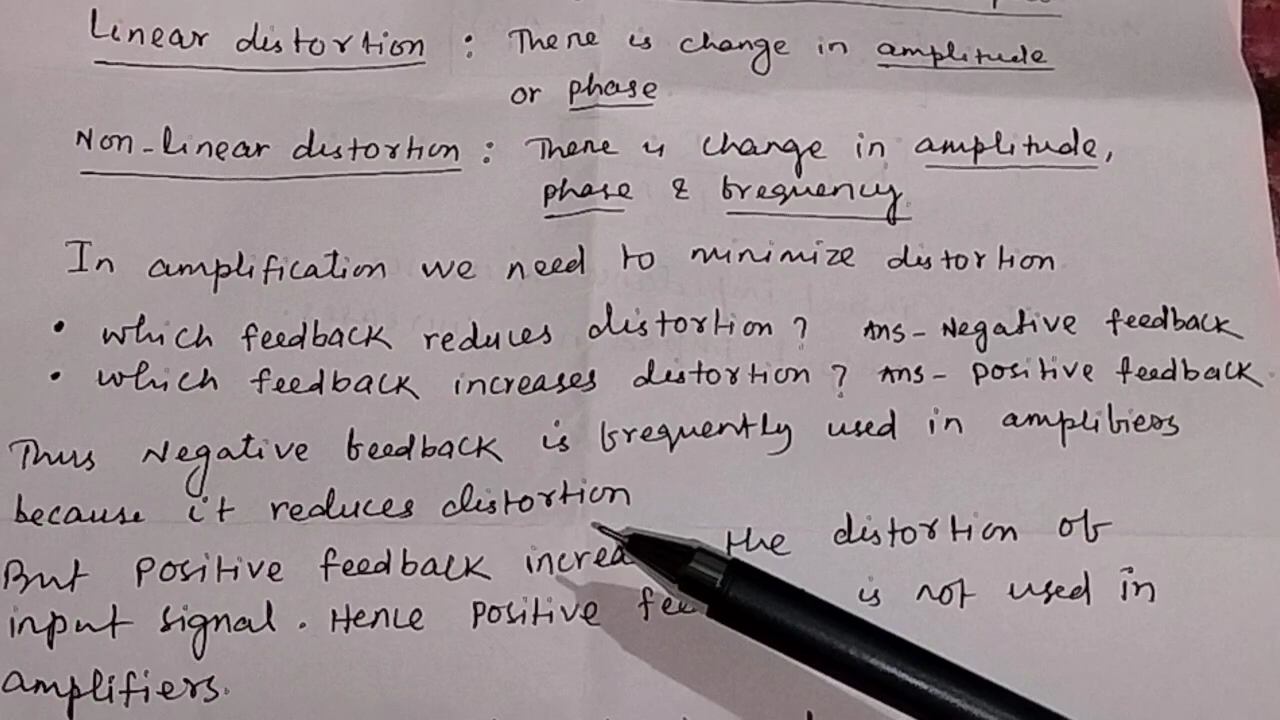 Linear distortion : There is change in amplitude
or phase
Non-linear distortion : There is change in amplitude,
phase & frequency.
In amplification we need to minimize distortion
• which feedback reduces distortion ? Ans - Negative feedback
• which feedback increases distortion ? Ans - positive feedback.
Thus Negative feedback is frequently used in amplifiers
because it reduces distortion
But positive feedback the distortion of
input signal. Hence positive is not used in
amplifiers.